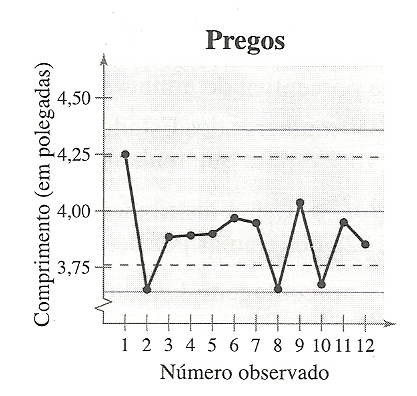 Pregos
Comprimento (em polegadas)
4,50
4,25
4,00
3,75
1 2 3 4 5 6 7 8 9 10 11 12
Número observado